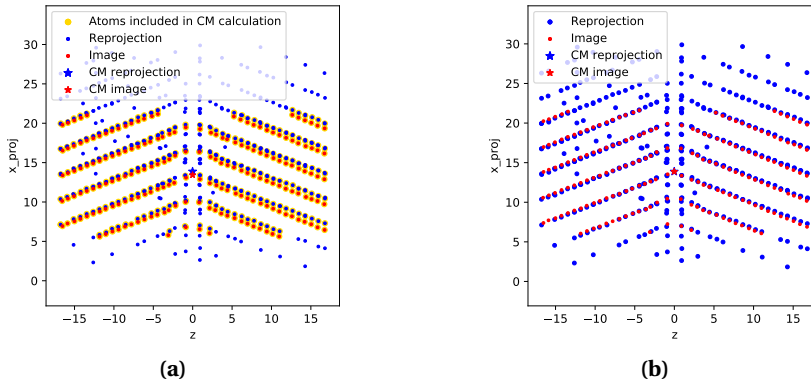 Atoms included in CM calculation
Reprojection
Image
CM reprojection
CM image
30
25
20
15
10
5
0
x_proj
−15
−10
−5
0
5
10
15
z
(a)
Reprojection
Image
CM reprojection
CM image
30
25
20
15
10
5
0
x_proj
−15
−10
−5
0
5
10
15
z
(b)